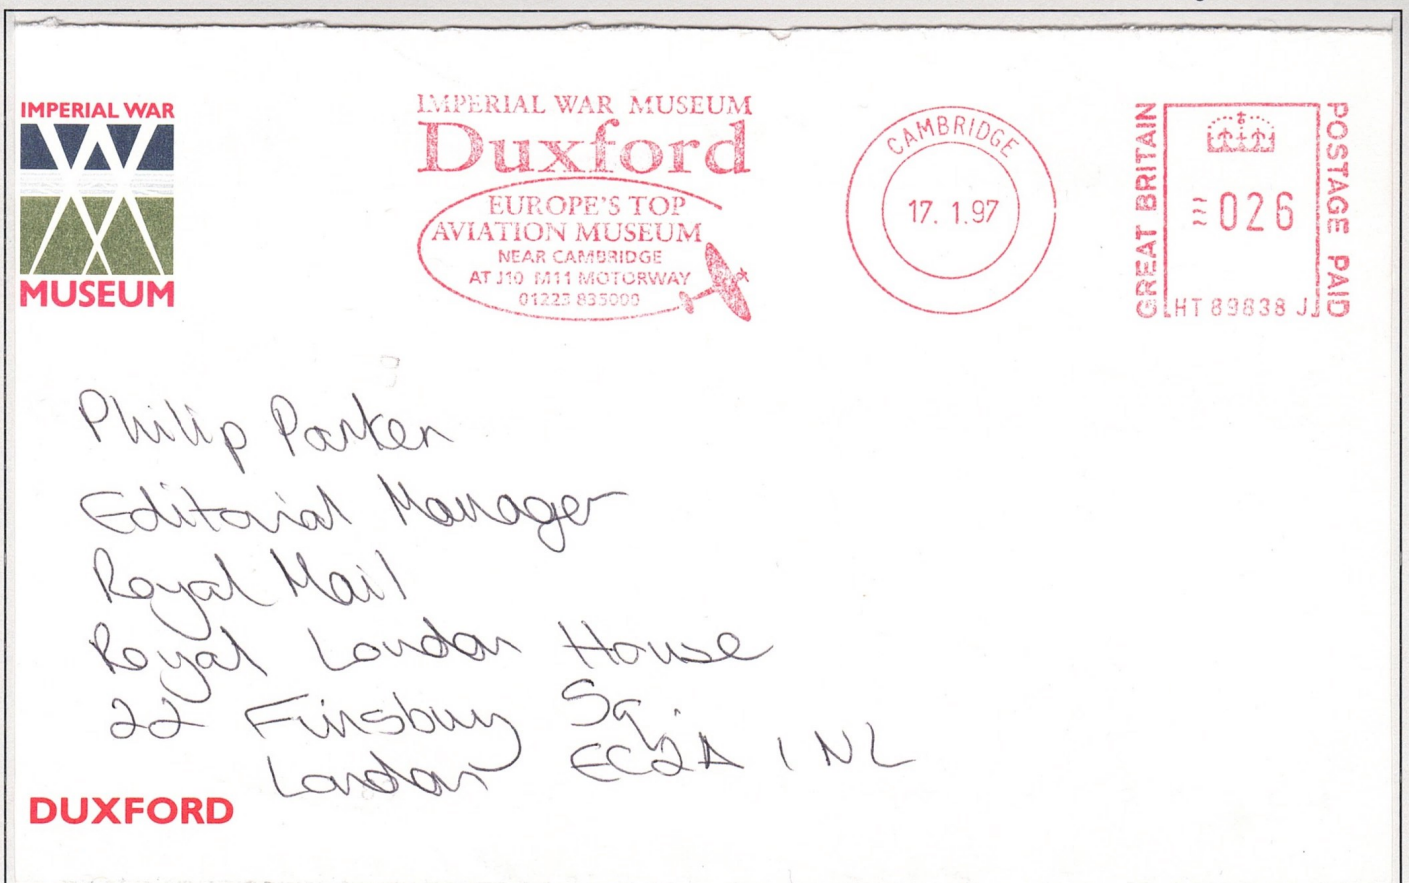 IMPERIAL WAR
MUSEUM
IMPERIAL WAR MUSEUM
Duxford
EUROPE'S TOP
AVIATION MUSEUM
NEAR CAMBRIDGE
AT J10 M11 MOTORWAY
01223 835000
CAMBRIDGE
17. 1.97
GREAT BRITAIN
026
HT 89838 J
POSTAGE PAID
Philip Parker
Editorial Manager
Royal Mail
Royal London House
22 Finsbury Sq.
London EC2A 1NL
DUXFORD